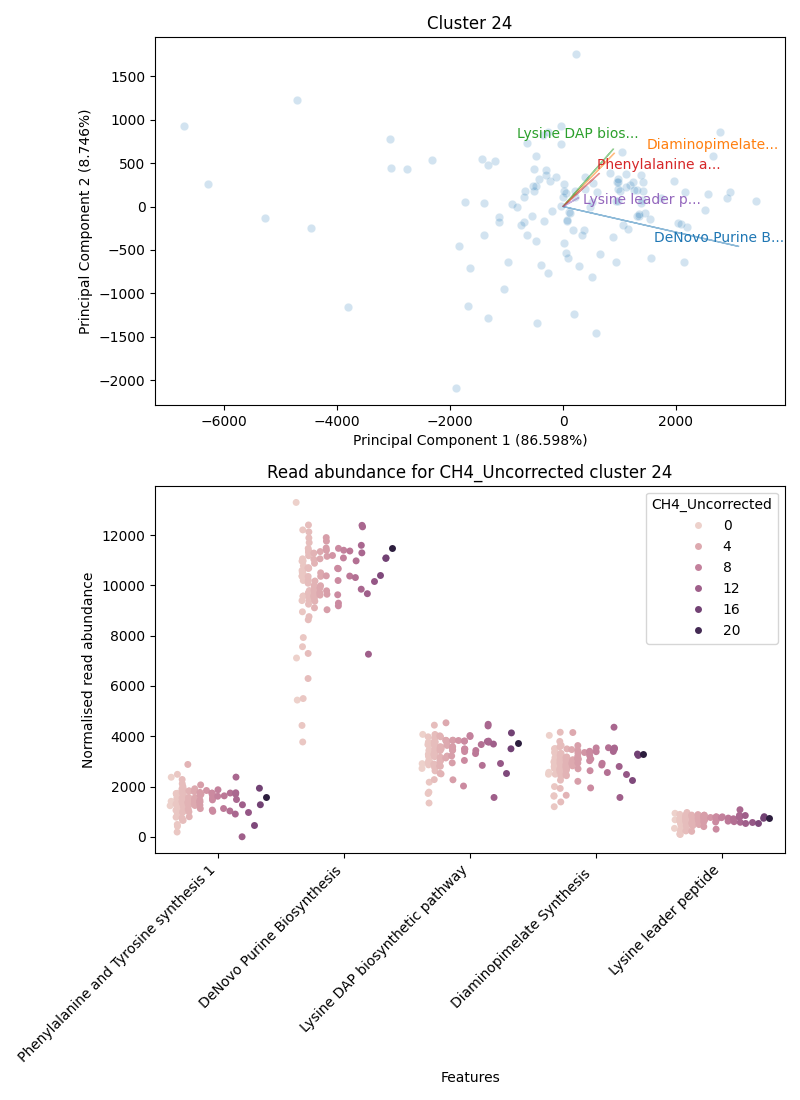 Cluster 24
Principal Component 2 (8.746%)
1500
1000
500
0
−500
−1000
−1500
−2000
Lysine DAP bios...
Diaminopimelate...
Phenylalanine a...
Lysine leader p...
DeNovo Purine B...
−6000 −4000 −2000 0 2000
Principal Component 1 (86.598%)
Read abundance for CH4_Uncorrected cluster 24
Normalised read abundance
12000
10000
8000
6000
4000
2000
0
CH4_Uncorrected
0
4
8
12
16
20
Phenylalanine and Tyrosine synthesis 1
DeNovo Purine Biosynthesis
Lysine DAP biosynthetic pathway
Diaminopimelate Synthesis
Lysine leader peptide
Features